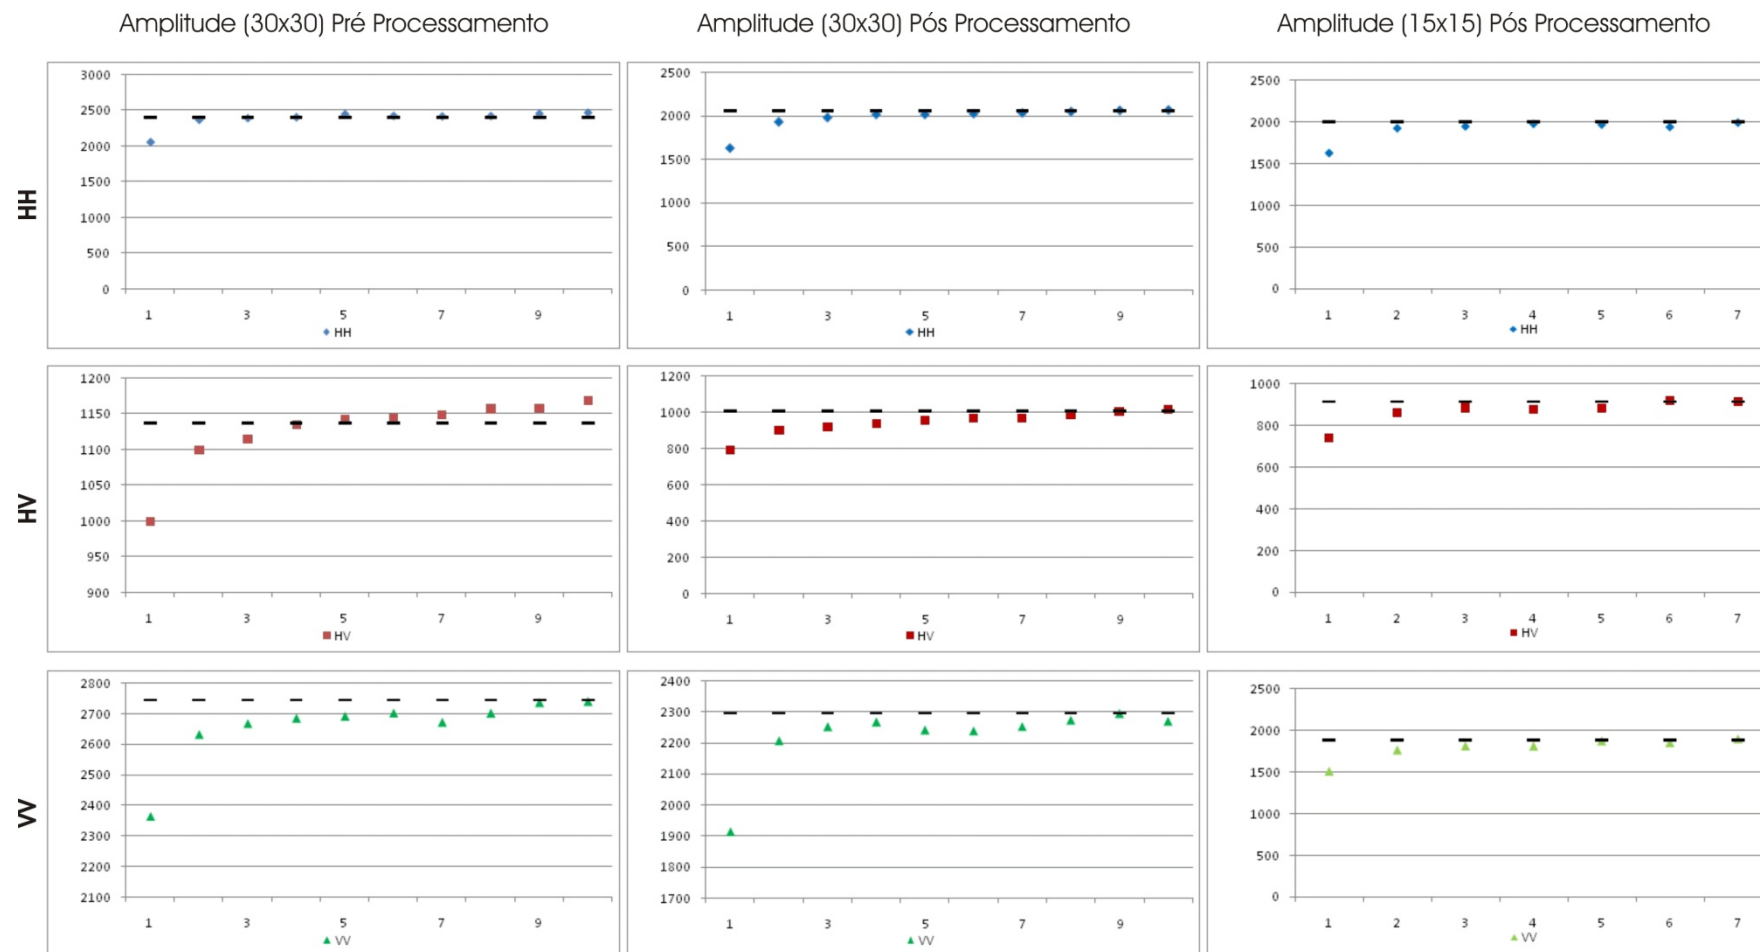 Amplitude (30x30) Pré Processamento
Amplitude (30x30) Pós Processamento
Amplitude (15x15) Pós Processamento
HH
3000
2500
2000
1500
1000
500
0
1 3 5 7 9
HH
2500
2000
1500
1000
500
0
1 3 5 7 9
HH
2500
2000
1500
1000
500
0
1 2 3 4 5 6 7
HH
HV
1200
1150
1100
1050
1000
950
900
1 3 5 7 9
HV
1200
1000
800
600
400
200
0
1 3 5 7 9
HV
1000
800
600
400
200
0
1 2 3 4 5 6 7
HV
VV
2800
2700
2600
2500
2400
2300
2200
2100
1 3 5 7 9
VV
2400
2300
2200
2100
2000
1900
1800
1700
1 3 5 7 9
VV
2500
2000
1500
1000
500
0
1 2 3 4 5 6 7
VV